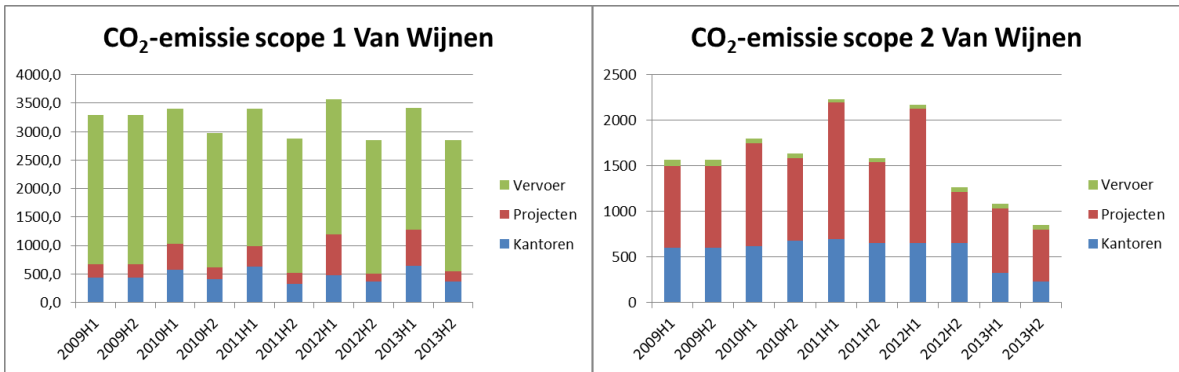 CO₂-emissie scope 1 Van Wijnen
4000,0
3500,0
3000,0
2500,0
2000,0
1500,0
1000,0
500,0
0,0
2009H1
2009H2
2010H1
2010H2
2011H1
2011H2
2012H1
2012H2
2013H1
2013H2
Vervoer
Projecten
Kantoren
CO₂-emissie scope 2 Van Wijnen
2500
2000
1500
1000
500
0
2009H1
2009H2
2010H1
2010H2
2011H1
2011H2
2012H1
2012H2
2013H1
2013H2
Vervoer
Projecten
Kantoren